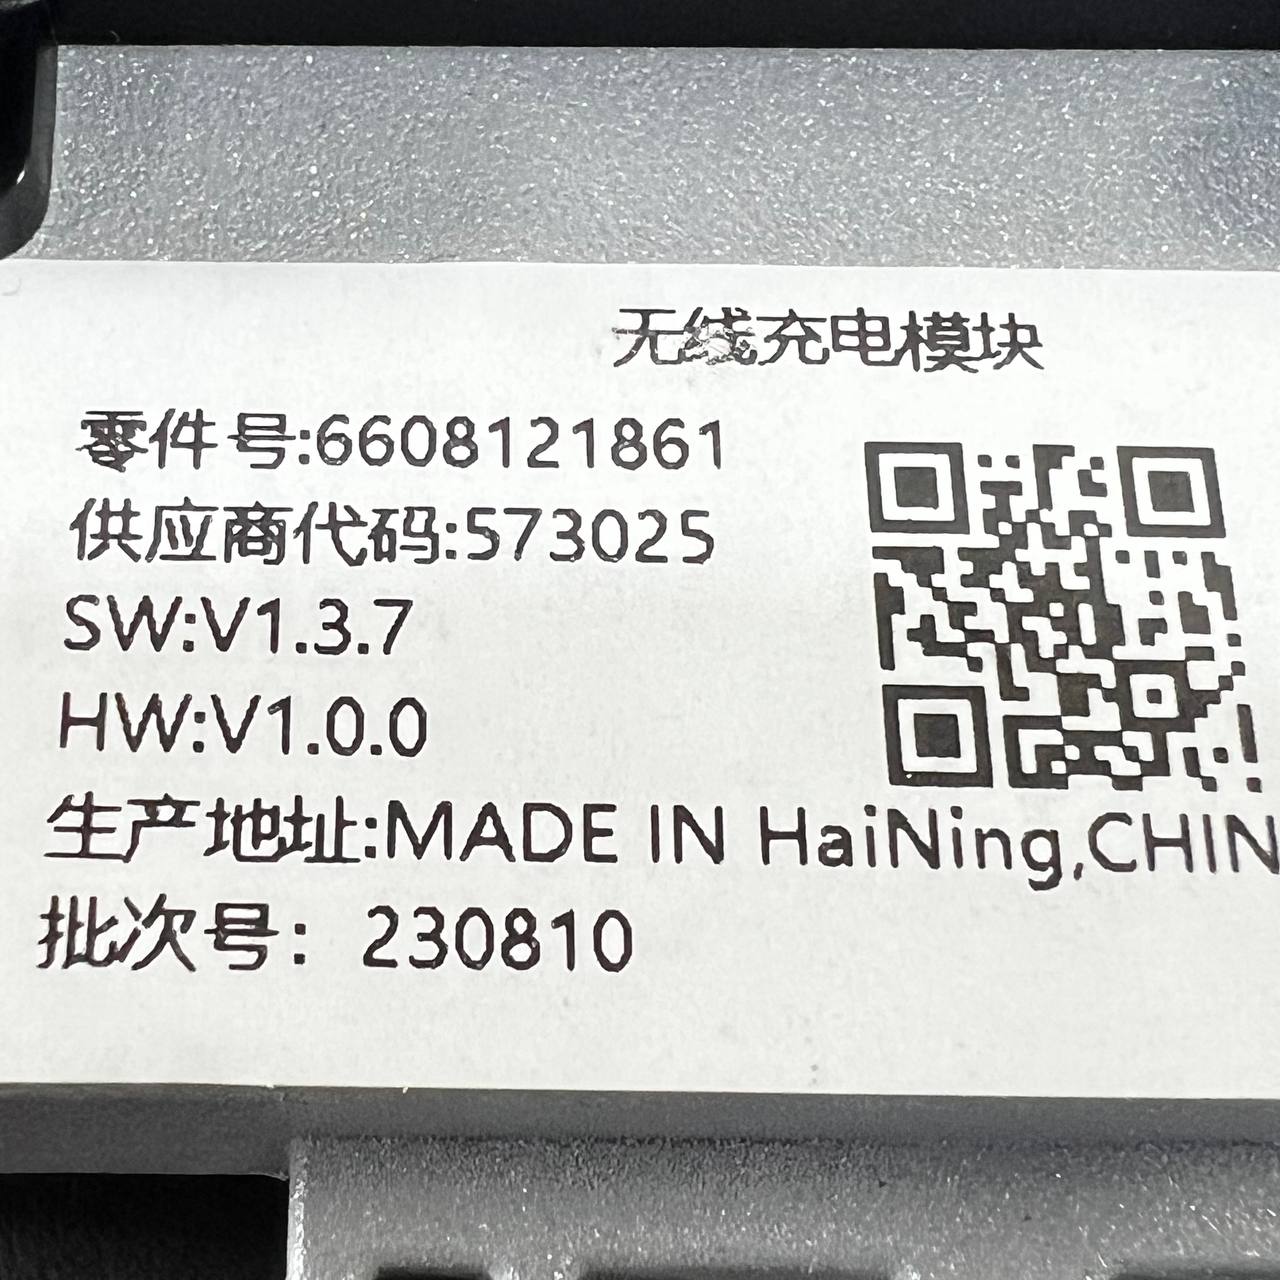 无线充电模块
零件号:6608121861
供应商代码:573025
SW:V1.3.7
HW:V1.0.0
生产地址:MADE IN HaiNing,CHIN
批次号：230810